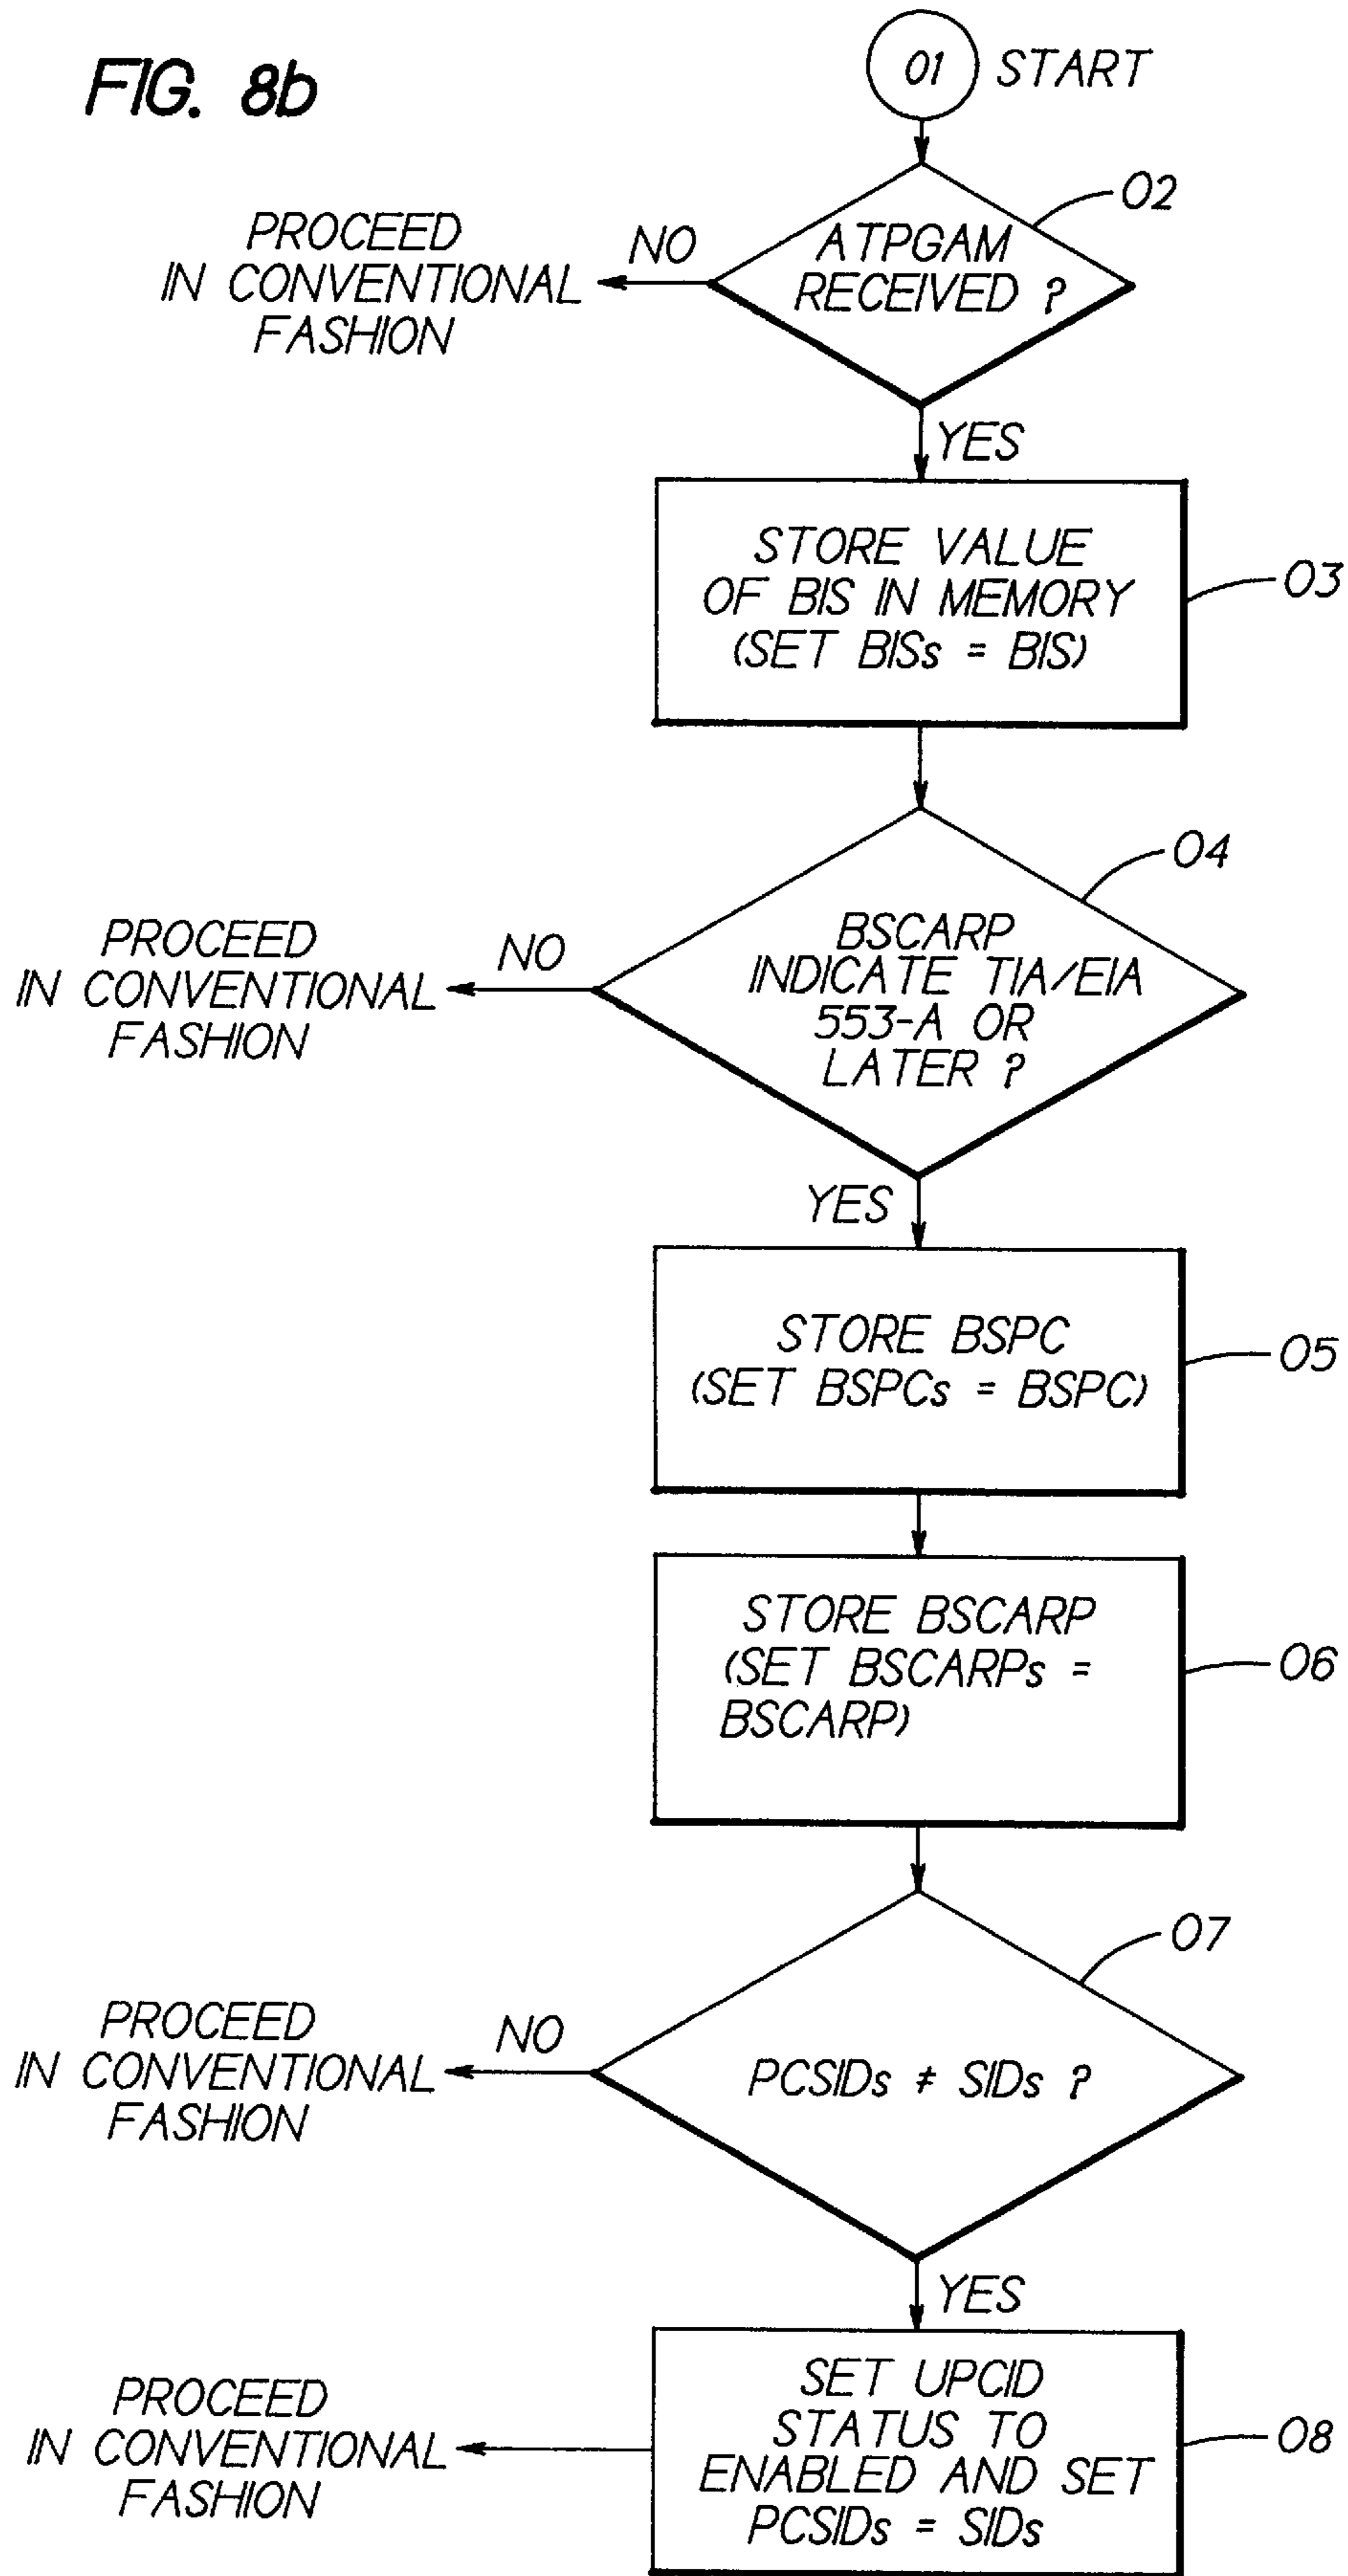 FIG. 8b
01 START
02
ATPGAM
RECEIVED ?
NO
PROCEED
IN CONVENTIONAL
FASHION
YES
STORE VALUE
OF BIS IN MEMORY
(SET BISs = BIS)
03
04
BSCARP
INDICATE TIA/EIA
553-A OR
LATER ?
NO
PROCEED
IN CONVENTIONAL
FASHION
YES
STORE BSPC
(SET BSPCs = BSPC)
05
STORE BSCARP
(SET BSCARPs =
BSCARP)
06
07
PCSIDs ≠ SIDs ?
NO
PROCEED
IN CONVENTIONAL
FASHION
YES
SET UPCID
STATUS TO
ENABLED AND SET
PCSIDs = SIDs
08
PROCEED
IN CONVENTIONAL
FASHION